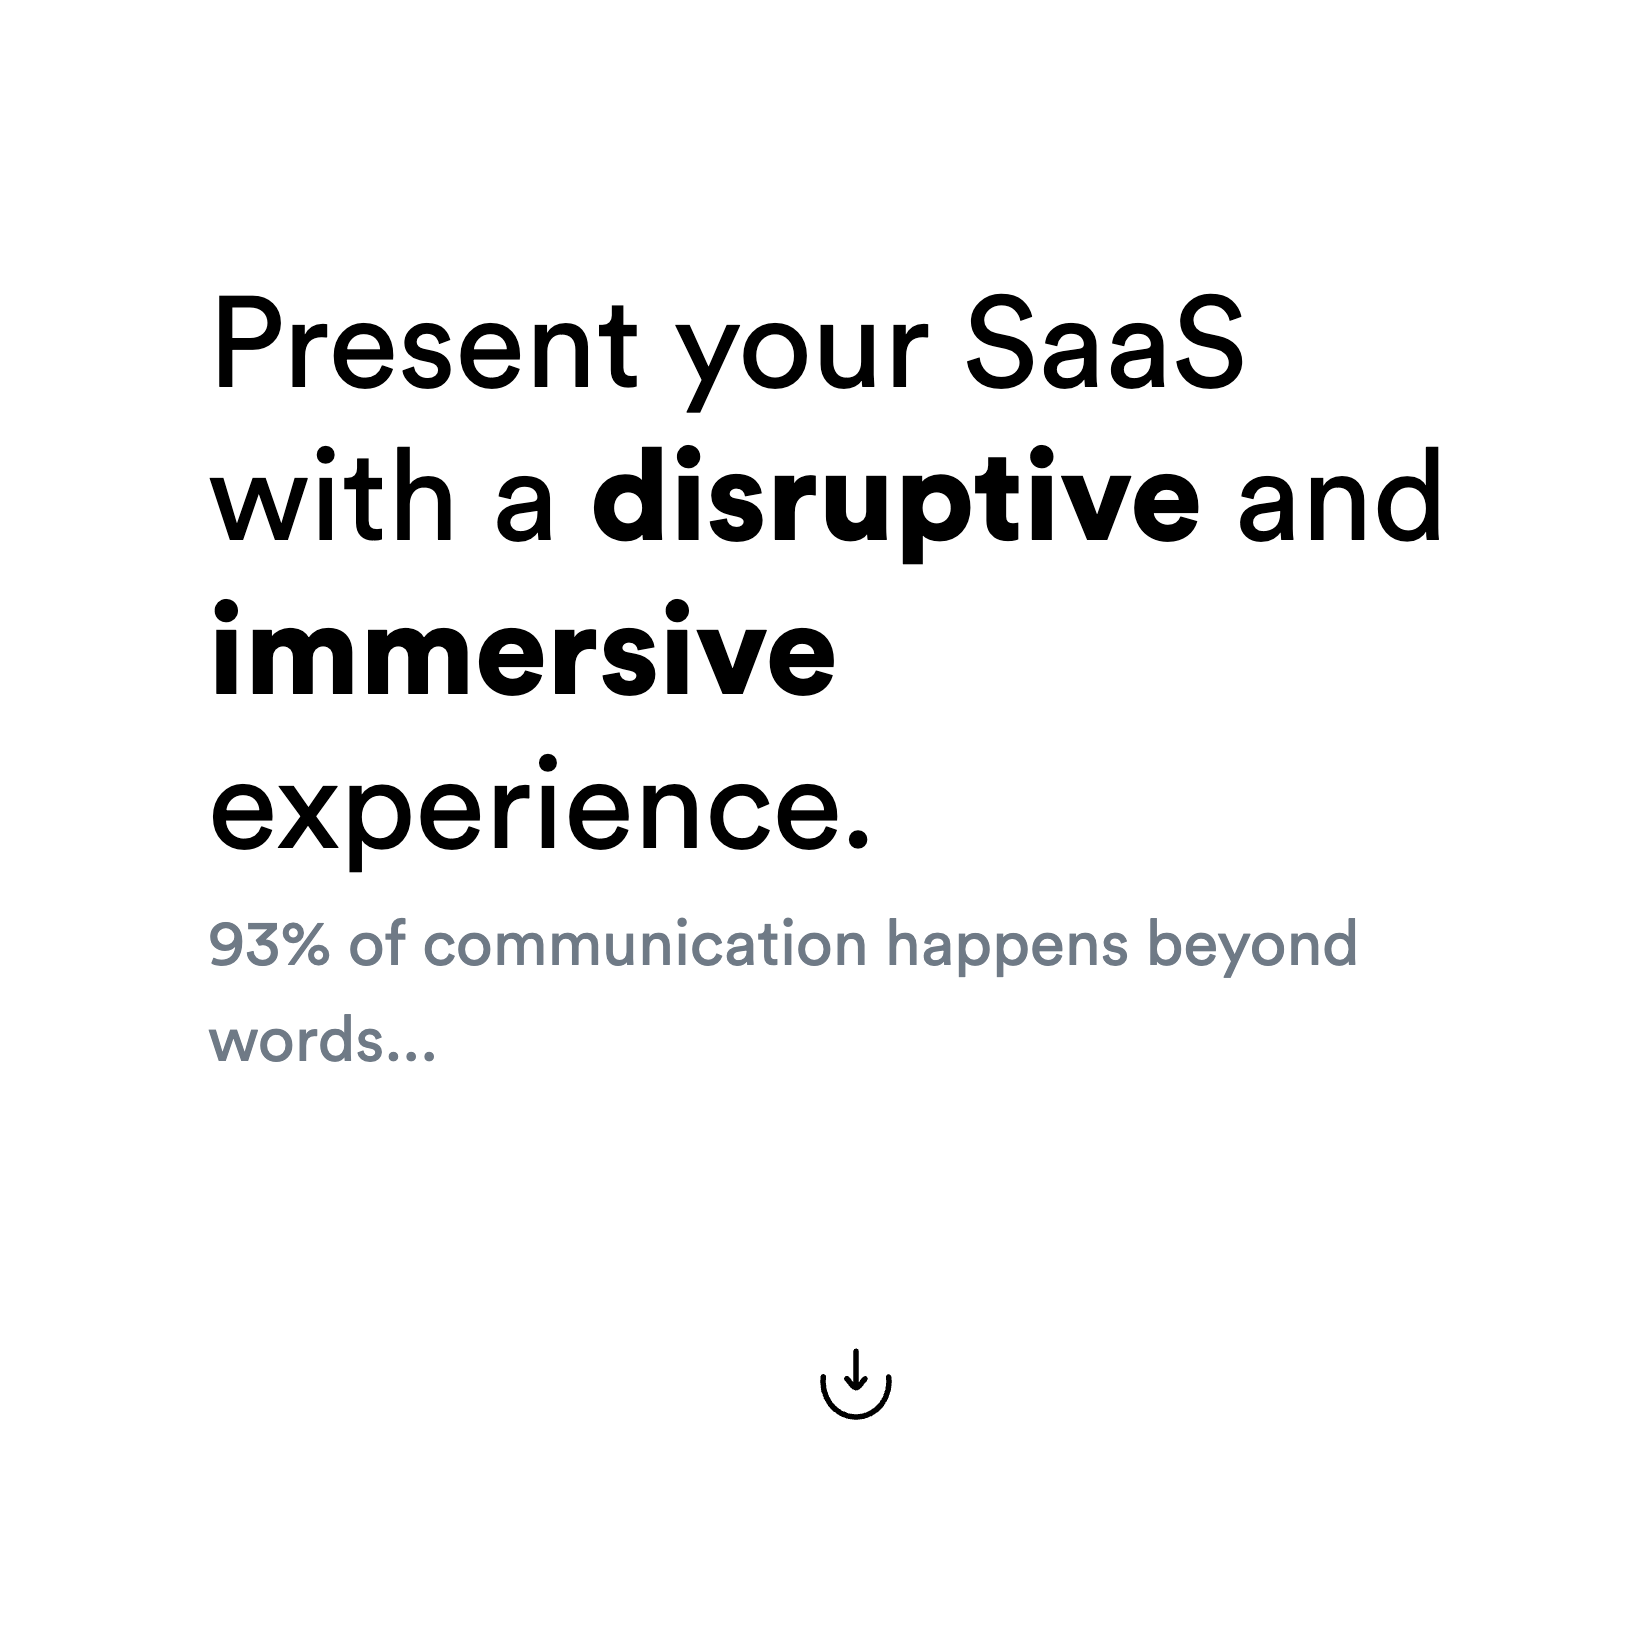 Present your SaaS
with a disruptive and
immersive
experience.
93% of communication happens beyond
words...